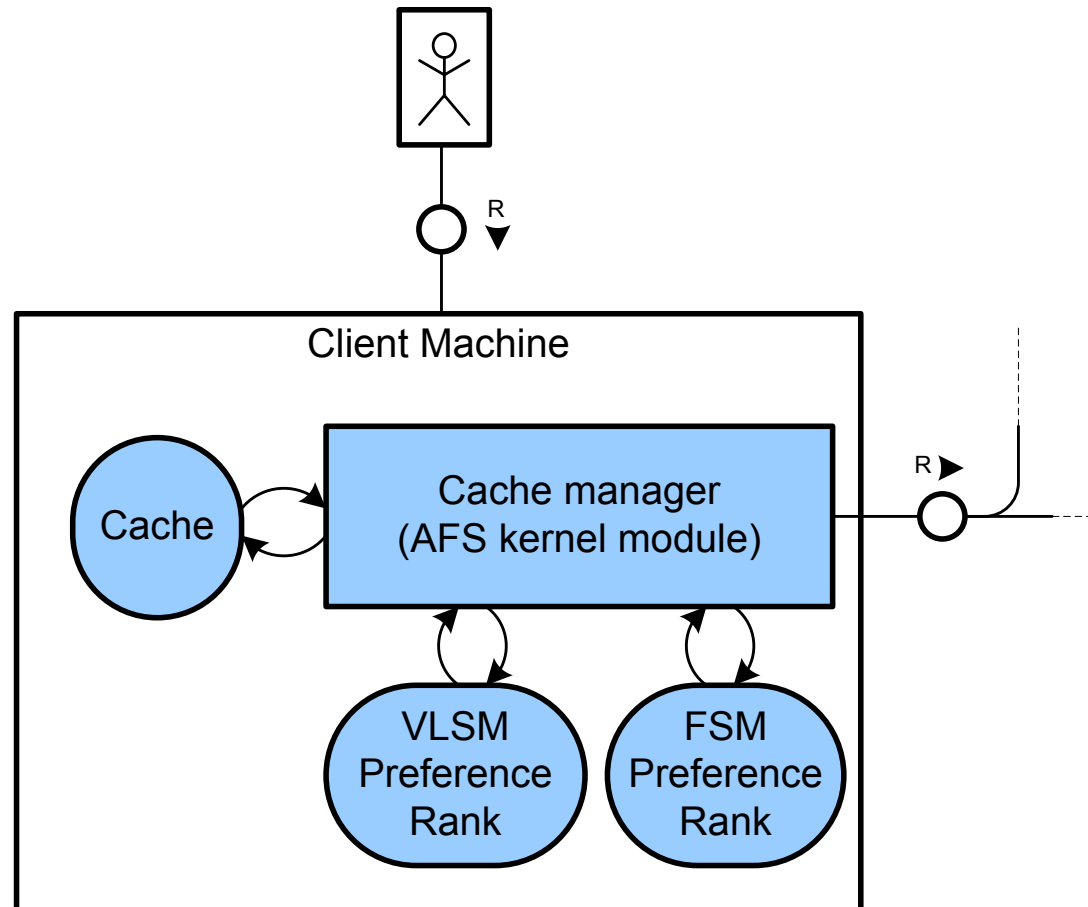 R
Client Machine
R
Cache manager
(AFS kernel module)
Cache
VLSM
Preference
Rank
FSM
Preference
Rank